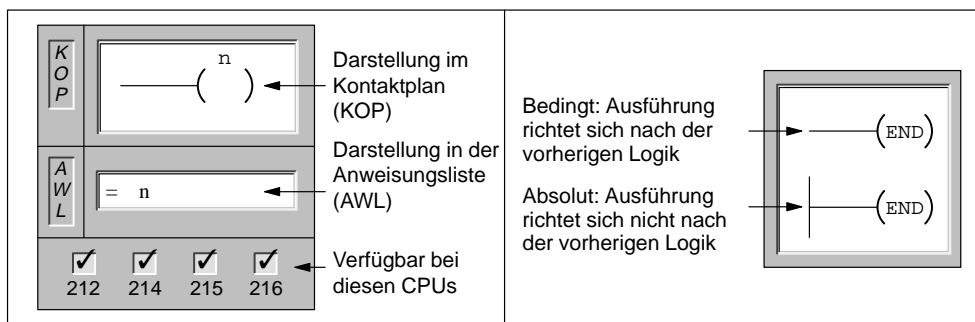 K
O
P
n
( )
Darstellung im
Kontaktplan
(KOP)
A
W
L
= n
Darstellung in der
Anweisungsliste
(AWL)
212 214 215 216
Verfügbar bei
diesen CPUs
Bedingt: Ausführung
richtet sich nach der
vorherigen Logik
(END)
Absolut: Ausführung
richtet sich nicht nach
der vorherigen Logik
(END)